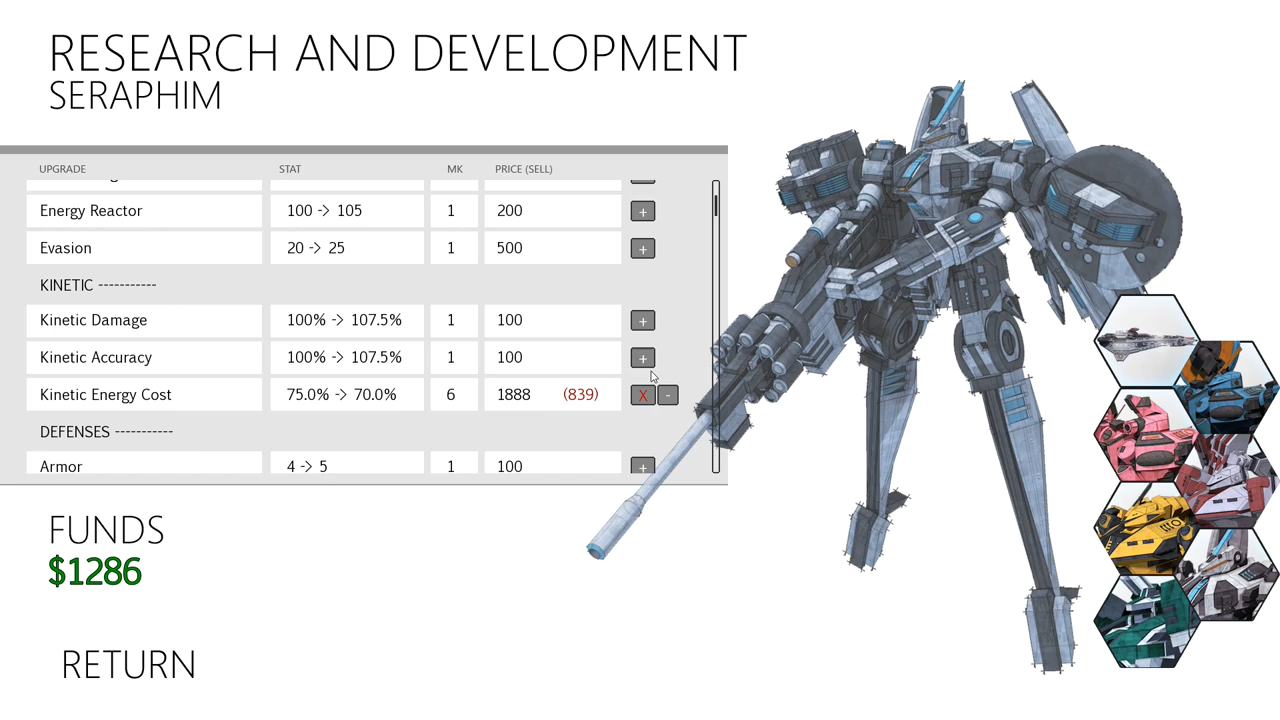 RESEARCH AND DEVELOPMENT
SERAPHIM
UPGRADE STAT MK PRICE (SELL)
Energy Reactor 100 -> 105 1 200 +
Evasion 20 -> 25 1 500 +
KINETIC -----------
Kinetic Damage 100% -> 107.5% 1 100 +
Kinetic Accuracy 100% -> 107.5% 1 100 +
Kinetic Energy Cost 75.0% -> 70.0% 6 1888 (839) X -
DEFENSES -----------
Armor 4 -> 5 1 100 +
FUNDS
$1286
RETURN